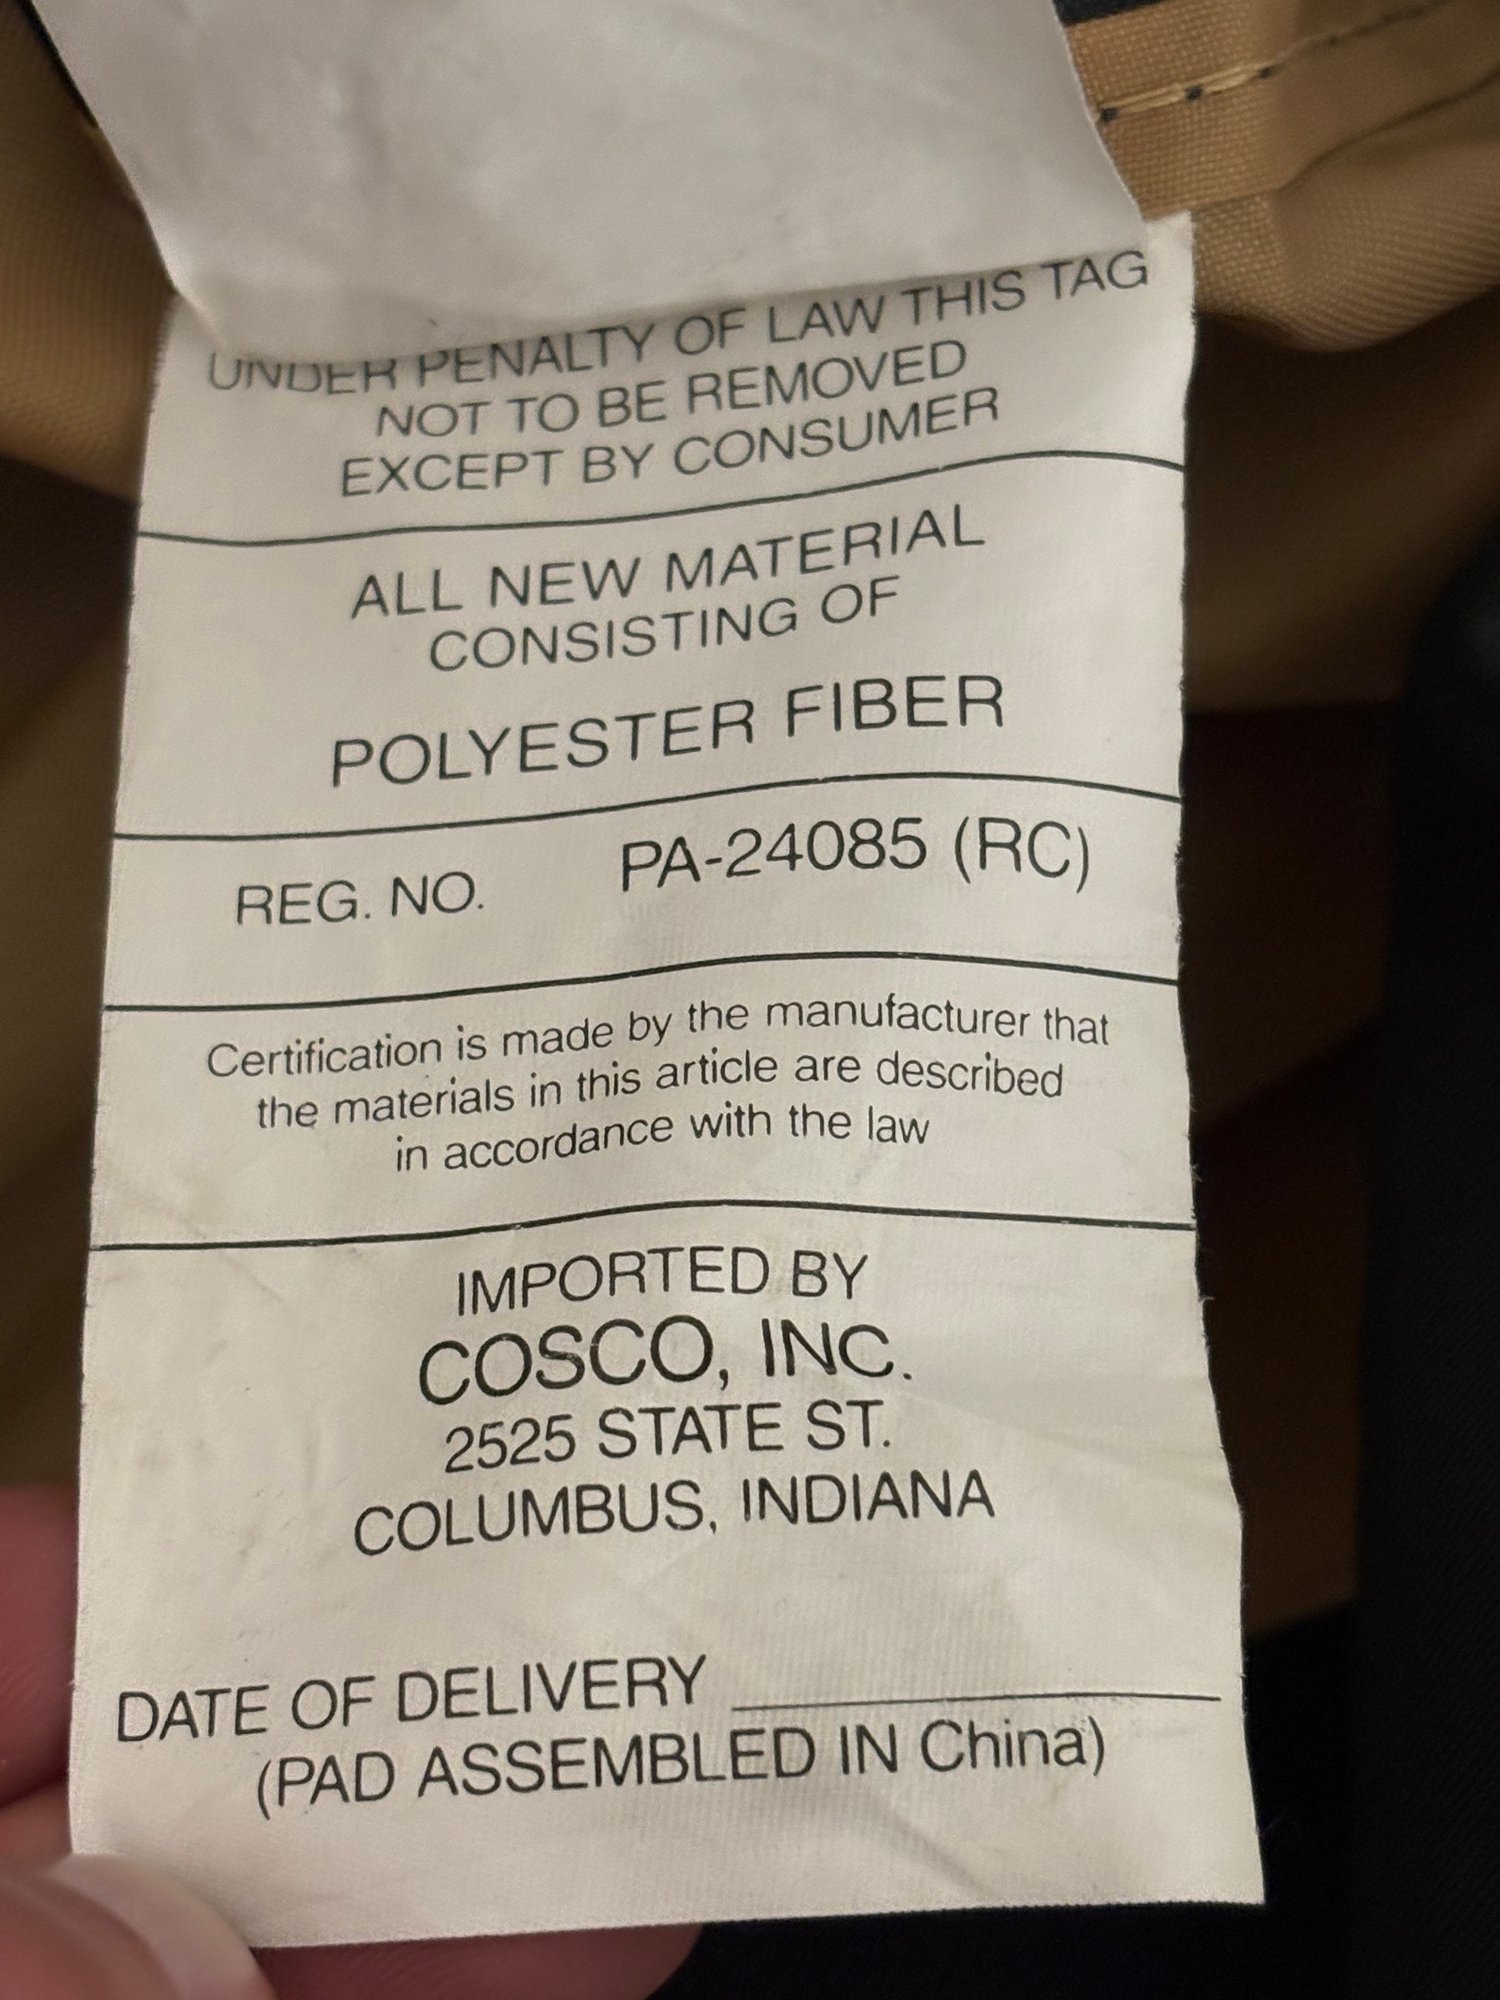 UNDER PENALTY OF LAW THIS TAG
NOT TO BE REMOVED
EXCEPT BY CONSUMER
ALL NEW MATERIAL
CONSISTING OF
POLYESTER FIBER
REG. NO. PA-24085 (RC)
Certification is made by the manufacturer that
the materials in this article are described
in accordance with the law
IMPORTED BY
COSCO, INC.
2525 STATE ST.
COLUMBUS, INDIANA
DATE OF DELIVERY
(PAD ASSEMBLED IN China)